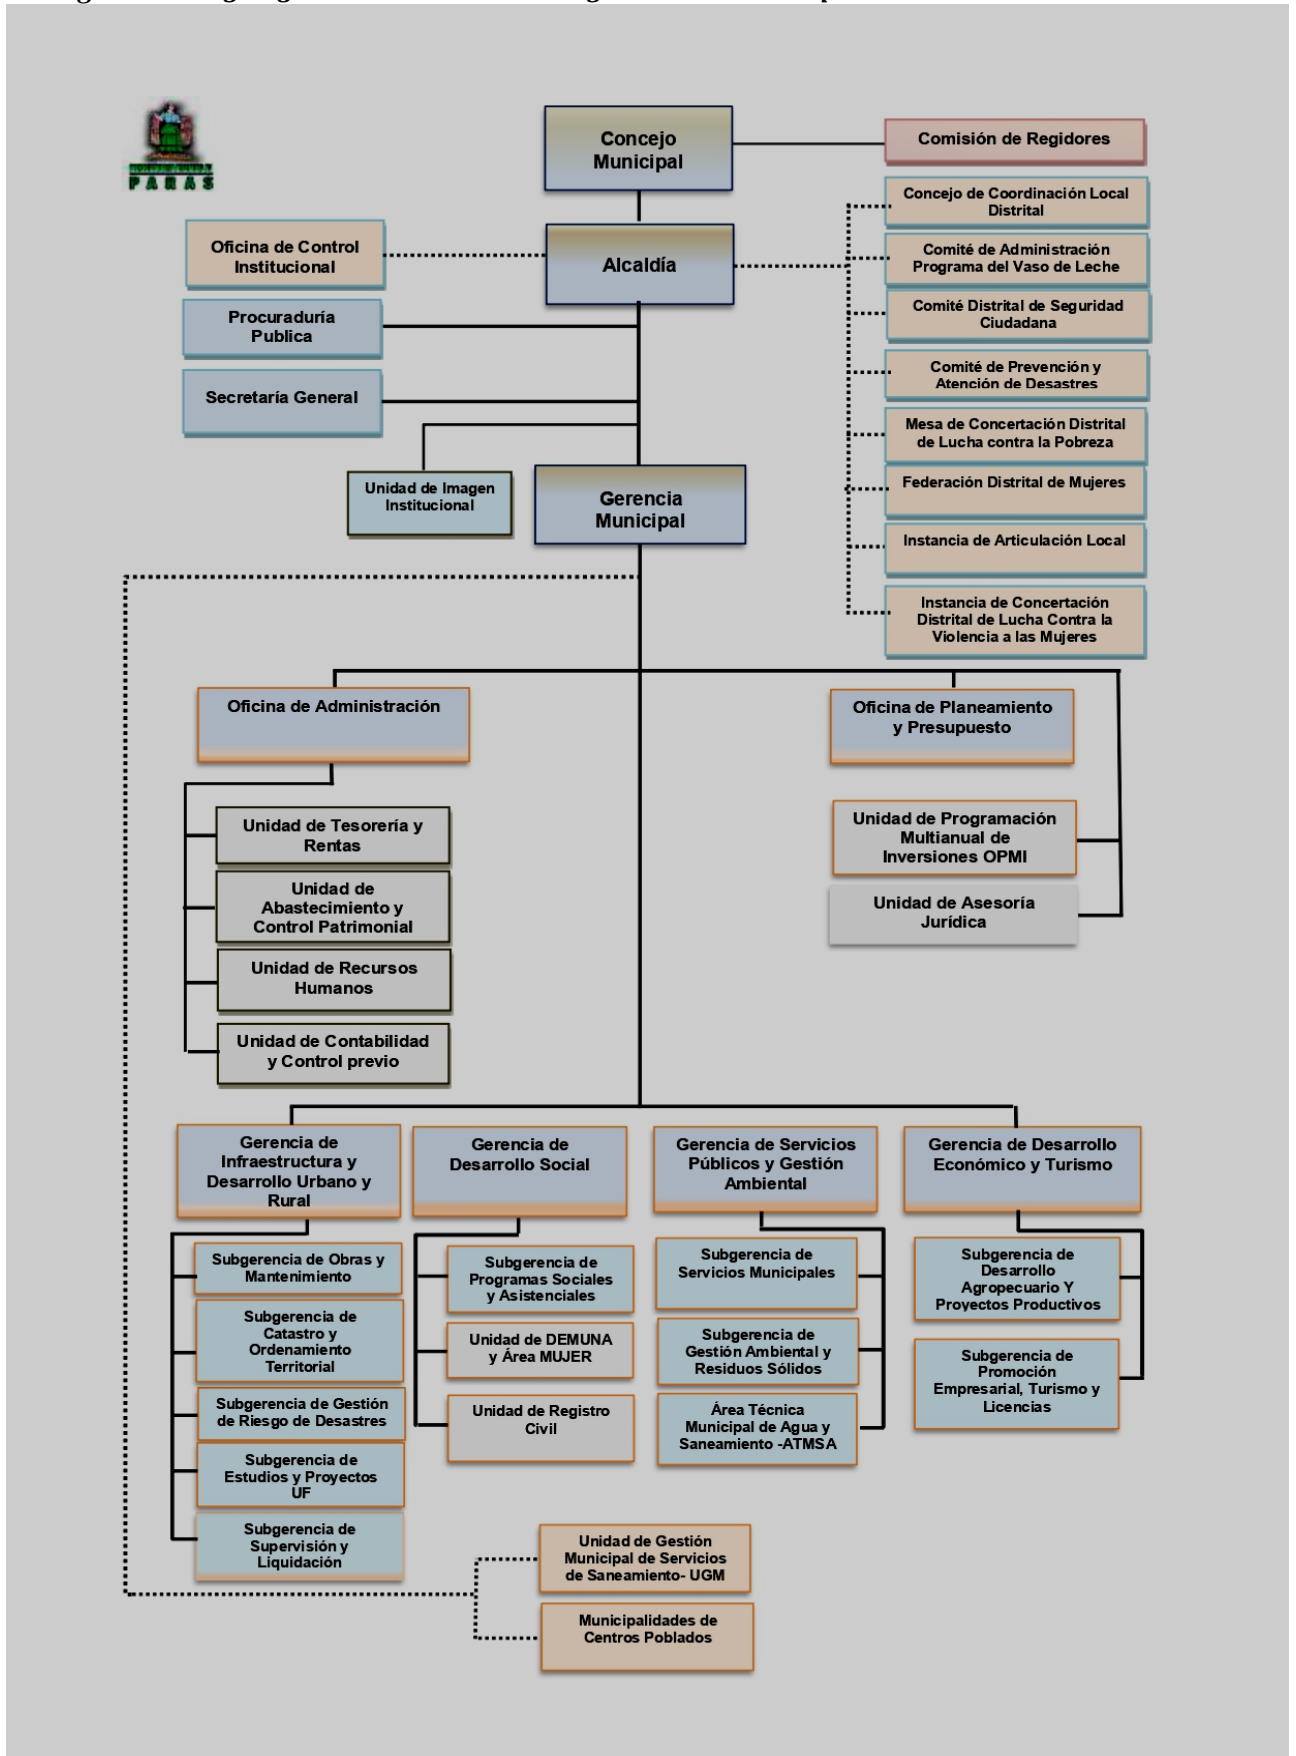 PARAS
Concejo
Municipal
Comisión de Regidores
Concejo de Coordinación Local
Distrital
Oficina de Control
Institucional
Alcaldía
Comité de Administración
Programa del Vaso de Leche
Procuraduría
Publica
Comité Distrital de Seguridad
Ciudadana
Secretaría General
Comité de Prevención y
Atención de Desastres
Mesa de Concertación Distrital
de Lucha contra la Pobreza
Unidad de Imagen
Institucional
Gerencia
Municipal
Federación Distrital de Mujeres
Instancia de Articulación Local
Instancia de Concertación
Distrital de Lucha Contra la
Violencia a las Mujeres
Oficina de Administración
Oficina de Planeamiento
y Presupuesto
Unidad de Tesorería y
Rentas
Unidad de
Abastecimiento y
Control Patrimonial
Unidad de Recursos
Humanos
Unidad de Contabilidad
y Control previo
Unidad de Programación
Multianual de
Inversiones OPMI
Unidad de Asesoría
Jurídica
Gerencia de
Infraestructura y
Desarrollo Urbano y
Rural
Gerencia de
Desarrollo Social
Gerencia de Servicios
Públicos y Gestión
Ambiental
Gerencia de Desarrollo
Económico y Turismo
Subgerencia de Obras y
Mantenimiento
Subgerencia de
Catastro y
Ordenamiento
Territorial
Subgerencia de Gestión
de Riesgo de Desastres
Subgerencia de
Estudios y Proyectos
UF
Subgerencia de
Supervisión y
Liquidación
Subgerencia de
Programas Sociales
y Asistenciales
Unidad de DEMUNA
y Área MUJER
Unidad de Registro
Civil
Subgerencia de
Servicios Municipales
Subgerencia de
Gestión Ambiental y
Residuos Sólidos
Área Técnica
Municipal de Agua y
Saneamiento -ATMSA
Subgerencia de
Desarrollo
Agropecuario Y
Proyectos Productivos
Subgerencia de
Promoción
Empresarial, Turismo y
Licencias
Unidad de Gestión
Municipal de Servicios
de Saneamiento- UGM
Municipalidades de
Centros Poblados